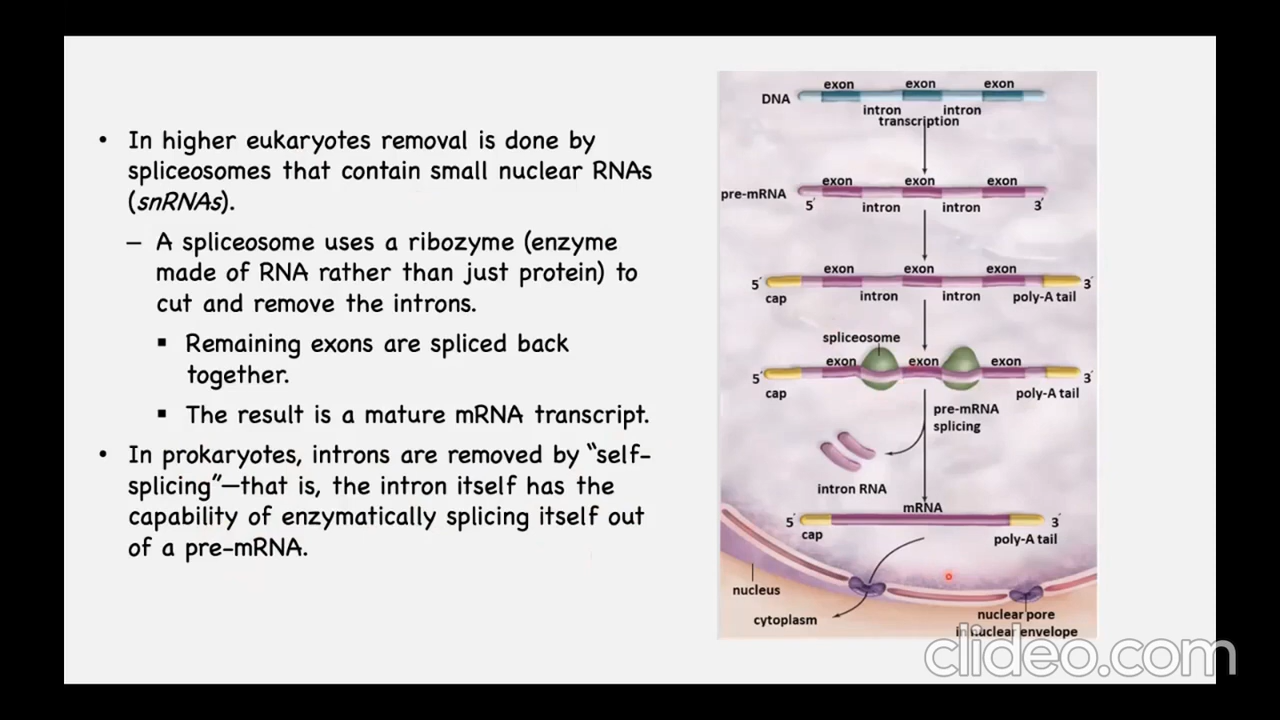 • In higher eukaryotes removal is done by
spliceosomes that contain small nuclear RNAs
(snRNAs).
– A spliceosome uses a ribozyme (enzyme
made of RNA rather than just protein) to
cut and remove the introns.
▪ Remaining exons are spliced back
together.
▪ The result is a mature mRNA transcript.
• In prokaryotes, introns are removed by “self-
splicing”—that is, the intron itself has the
capability of enzymatically splicing itself out
of a pre-mRNA.
exon exon exon
DNA
intron intron
transcription
exon exon exon
pre-mRNA
5′ intron intron 3′
exon exon exon
5′ 3′
cap intron intron poly-A tail
spliceosome
exon exon exon
5′ 3′
cap poly-A tail
pre-mRNA
splicing
intron RNA
mRNA
5′ 3′
cap poly-A tail
nucleus
cytoplasm
nuclear pore
in nuclear envelope
clideo.com